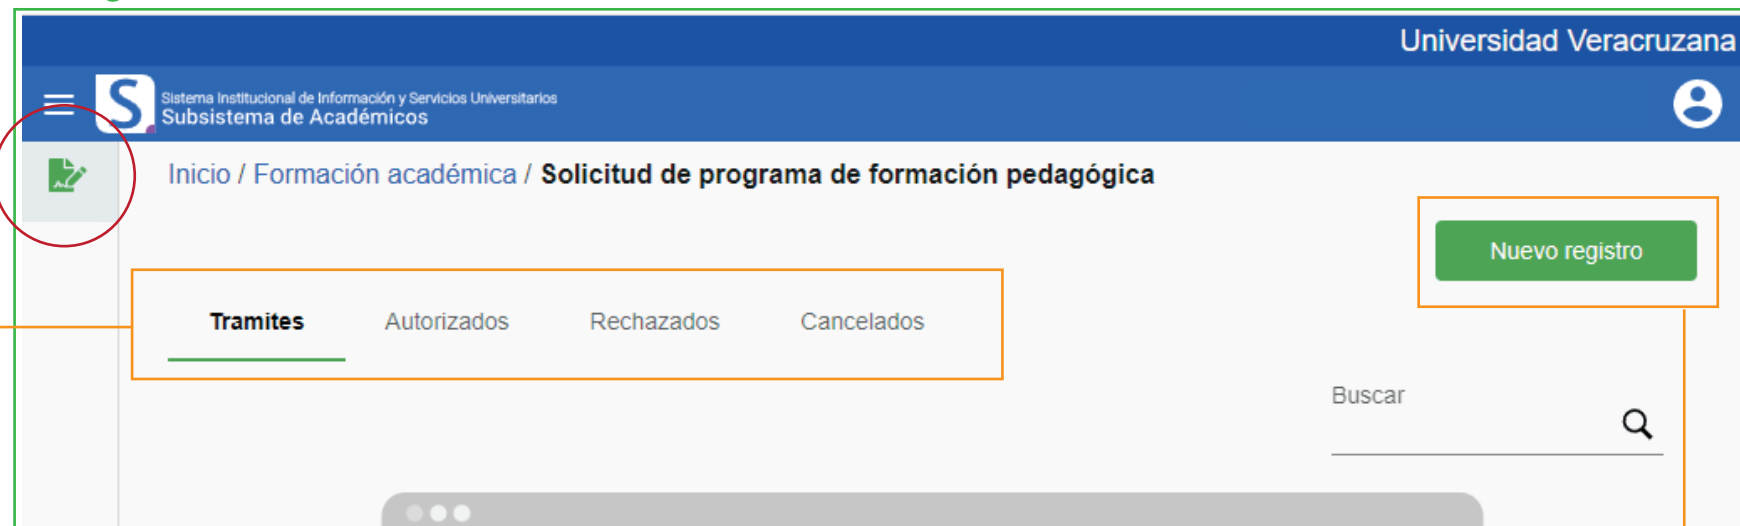 Universidad Veracruzana
S
Sistema Institucional de Información y Servicios Universitarios
Subsistema de Académicos
Inicio / Formación académica / Solicitud de programa de formación pedagógica
Nuevo registro
Tramites Autorizados Rechazados Cancelados
Buscar